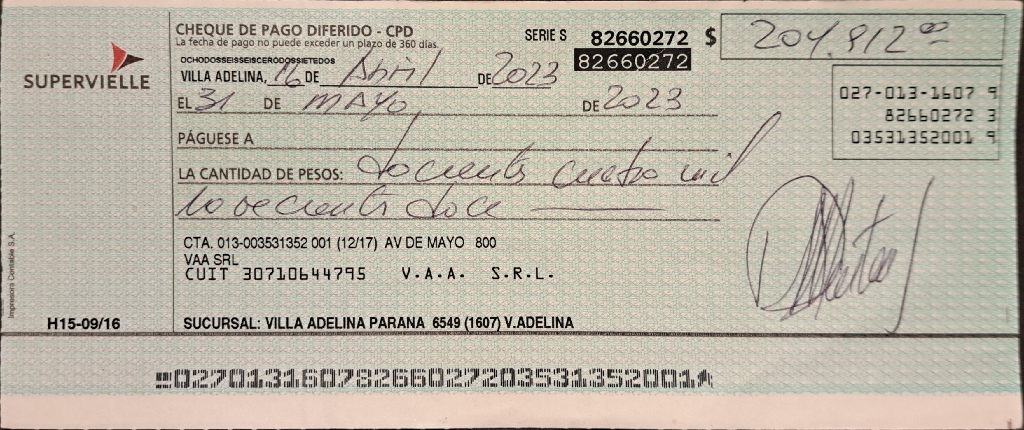 CHEQUE DE PAGO DIFERIDO - CPD
La fecha de pago no puede exceder un plazo de 360 días.
SERIE S 82660272 $ 204.912.00
OCHODOSSEISSEISCERODOSSIETEDOS 82660272
SUPERVIELLE
VILLA ADELINA, 16 DE Abril DE 2023
EL 31 DE MAYO, DE 2023
027-013-1607 9
82660272 3
03531352001 9
PÁGUESE A
LA CANTIDAD DE PESOS: docientos cuatro mil
novecientos doce
CTA. 013-003531352 001 (12/17) AV DE MAYO 800
VAA SRL
CUIT 30710644795 V.A.A. S.R.L.
Impresora Contable S.A.
H15-09/16
SUCURSAL: VILLA ADELINA PARANA 6549 (1607) V.ADELINA
02701316078266027203531352001